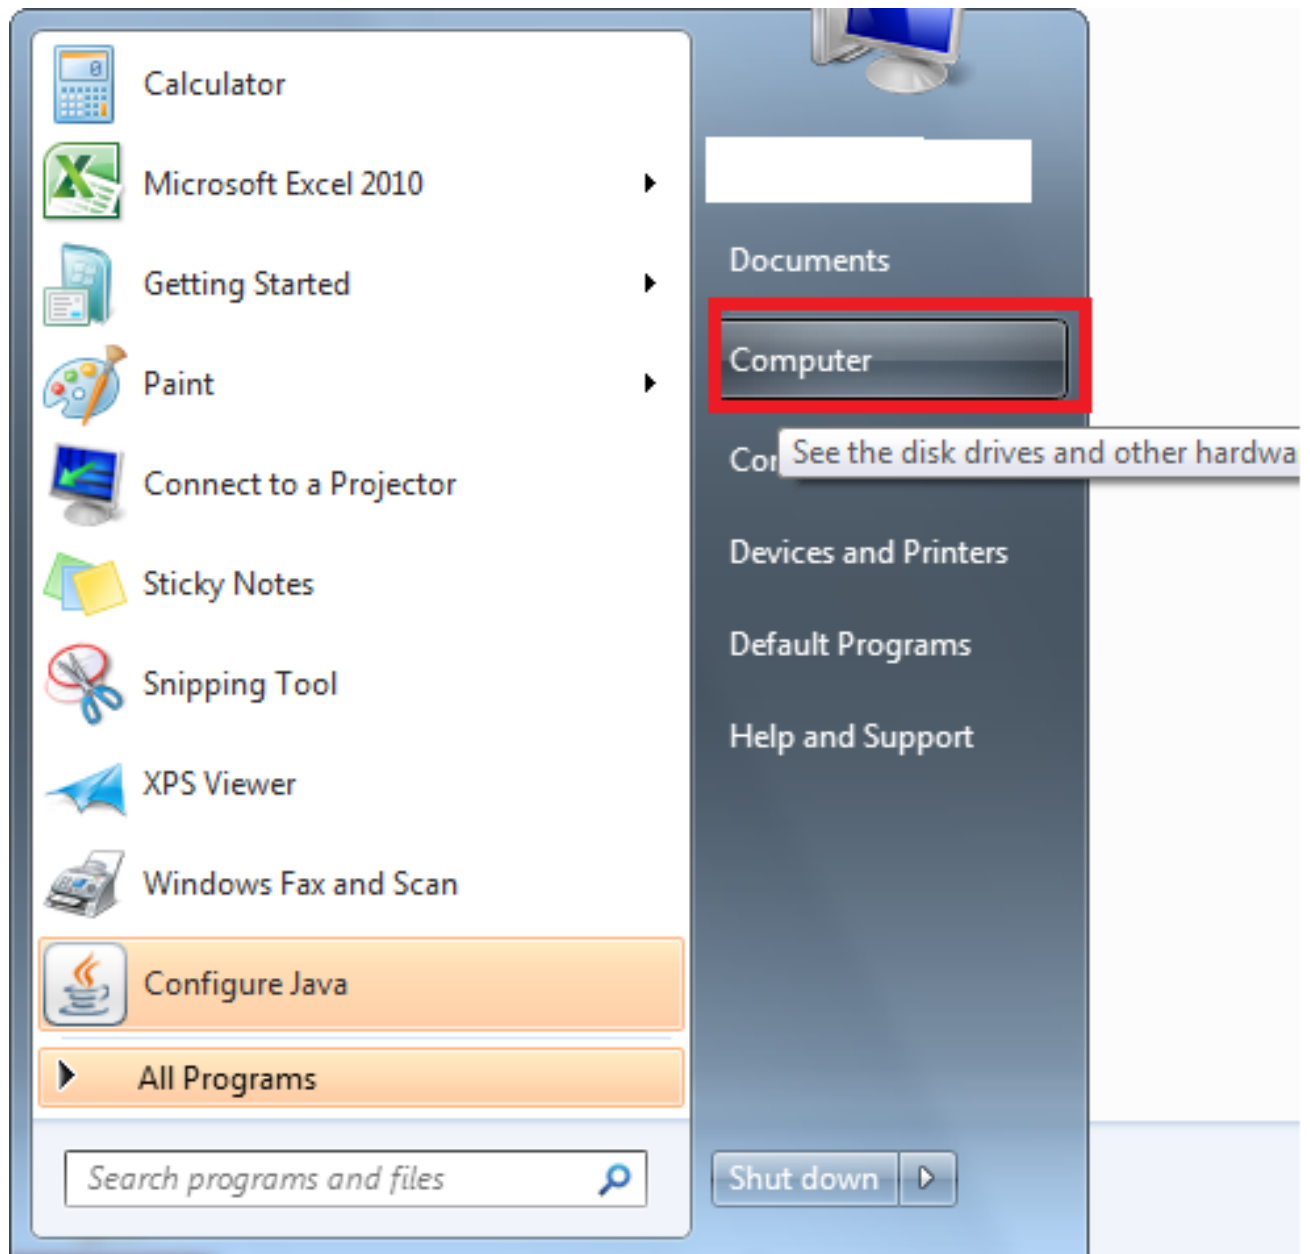 Calculator
Microsoft Excel 2010
Getting Started
Paint
Connect to a Projector
Sticky Notes
Snipping Tool
XPS Viewer
Windows Fax and Scan
Configure Java
All Programs
Search programs and files
Documents
Computer
See the disk drives and other
Devices and Printers
Default Programs
Help and Support
Shut down